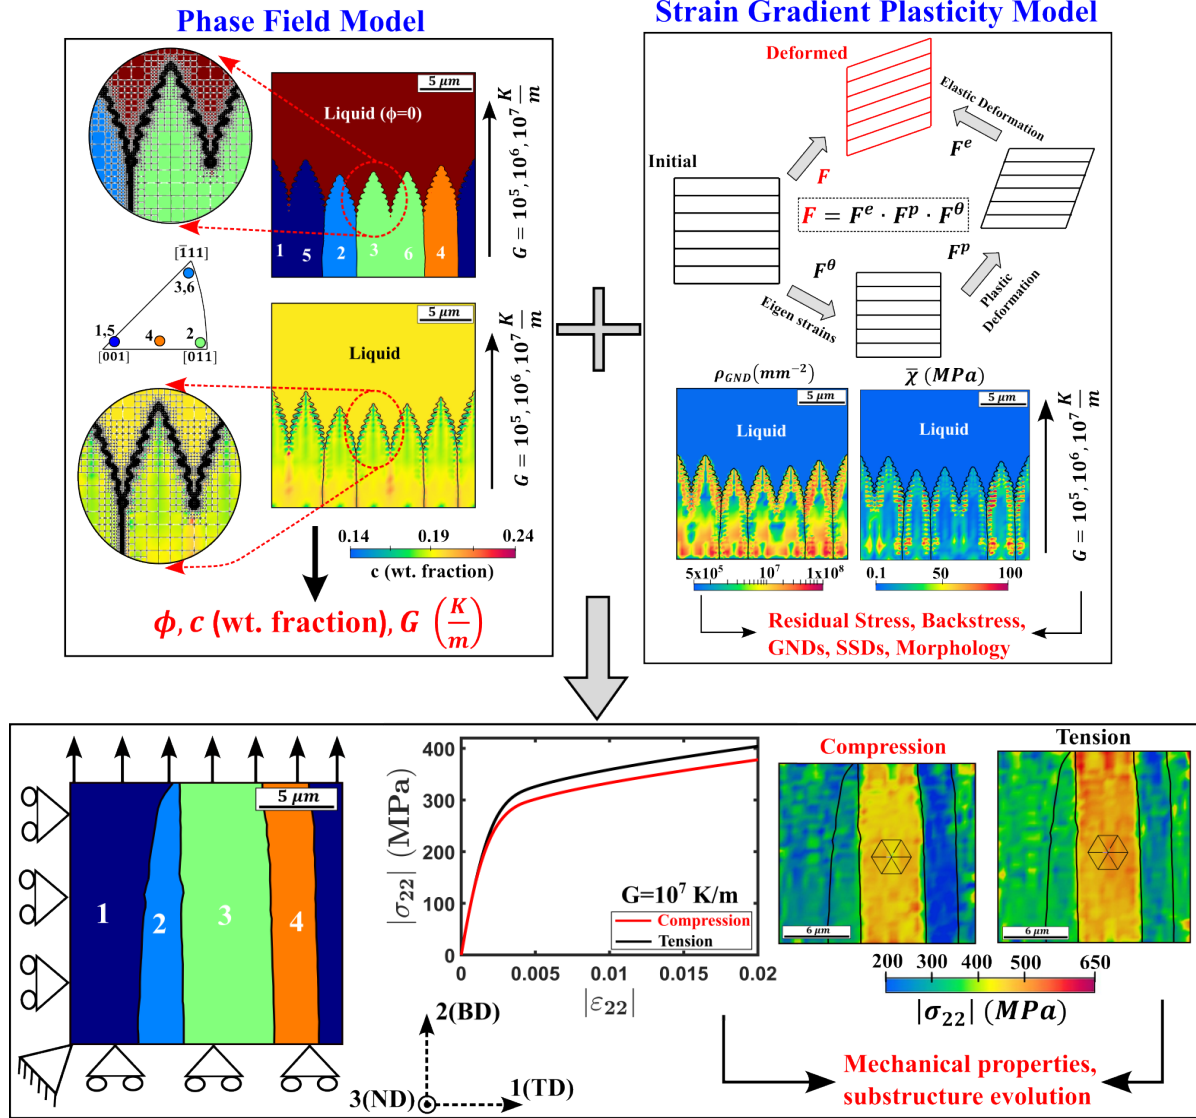 Phase Field Model
5 μm
Liquid (ϕ=0)
1 5 2 3 6 4
G = 10⁵, 10⁶, 10⁷ K/m
[1̅11]
3,6
1,5
4
2
[001]
[011]
5 μm
Liquid
G = 10⁵, 10⁶, 10⁷ K/m
0.14 0.19 0.24
c (wt. fraction)
ϕ, c (wt. fraction), G (K/m)
Strain Gradient Plasticity Model
Deformed
Elastic Deformation
Fᵉ
Initial
F
F = Fᵉ · Fᵖ · F^θ
F^θ
Eigen strains
Fᵖ
Plastic
Deformation
ρ_GND(mm⁻²)
χ̅ (MPa)
5 μm
5 μm
Liquid
Liquid
G = 10⁵, 10⁶, 10⁷ K/m
5x10⁵ 10⁷ 1x10⁸
0.1 50 100
Residual Stress, Backstress,
GNDs, SSDs, Morphology
5 μm
1 2 3 4
|σ₂₂| (MPa)
400
300
200
100
0
G=10⁷ K/m
Compression
Tension
0 0.005 0.01 0.015 0.02
|ε₂₂|
2(BD)
3(ND)
1(TD)
Compression
Tension
6 μm
6 μm
200 300 400 500 650
|σ₂₂| (MPa)
Mechanical properties,
substructure evolution